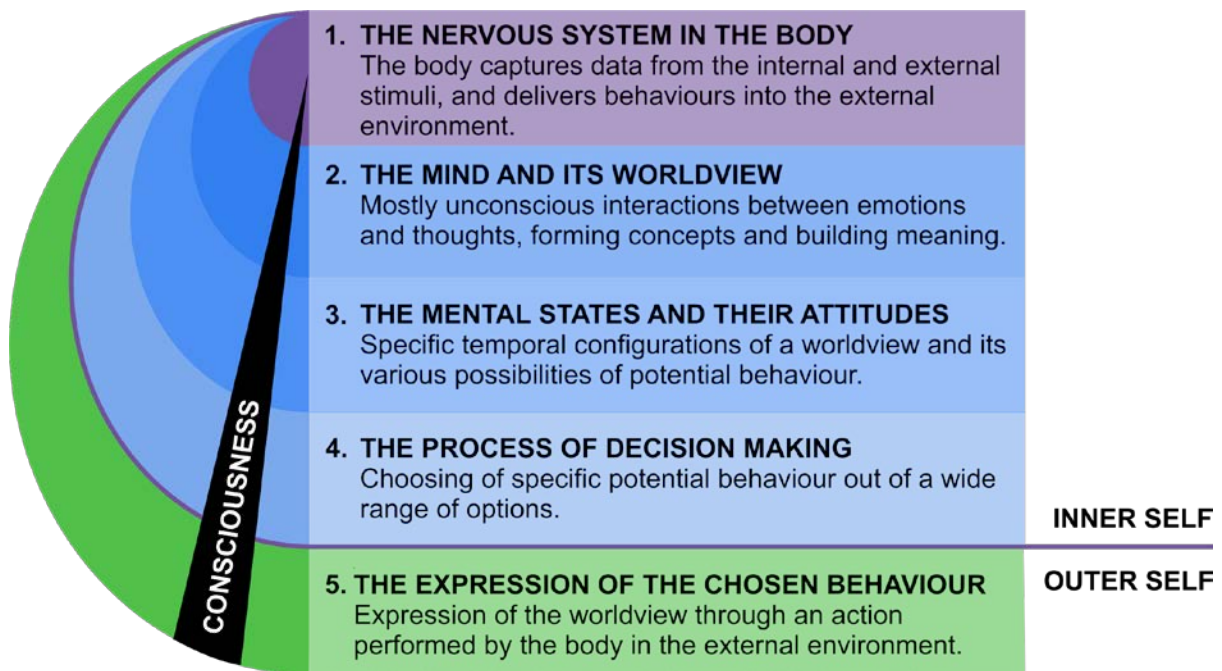 1. THE NERVOUS SYSTEM IN THE BODY
The body captures data from the internal and external
stimuli, and delivers behaviours into the external
environment.
2. THE MIND AND ITS WORLDVIEW
Mostly unconscious interactions between emotions
and thoughts, forming concepts and building meaning.
3. THE MENTAL STATES AND THEIR ATTITUDES
Specific temporal configurations of a worldview and its
various possibilities of potential behaviour.
4. THE PROCESS OF DECISION MAKING
Choosing of specific potential behaviour out of a wide
range of options.
5. THE EXPRESSION OF THE CHOSEN BEHAVIOUR
Expression of the worldview through an action
performed by the body in the external environment.
CONSCIOUSNESS
INNER SELF
OUTER SELF